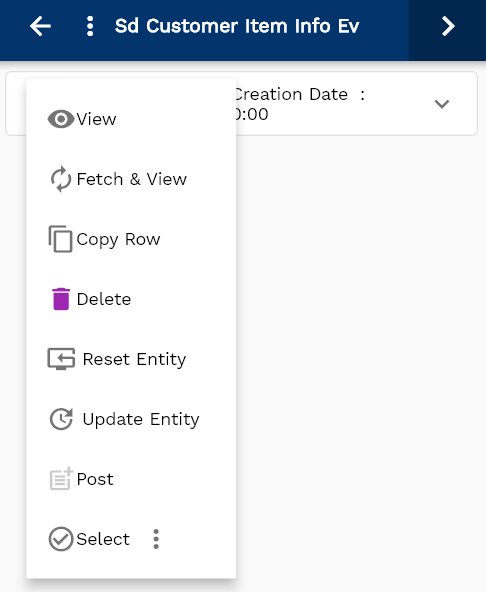 Sd Customer Item Info Ev
Creation Date :
0:00
View
Fetch & View
Copy Row
Delete
Reset Entity
Update Entity
Post
Select